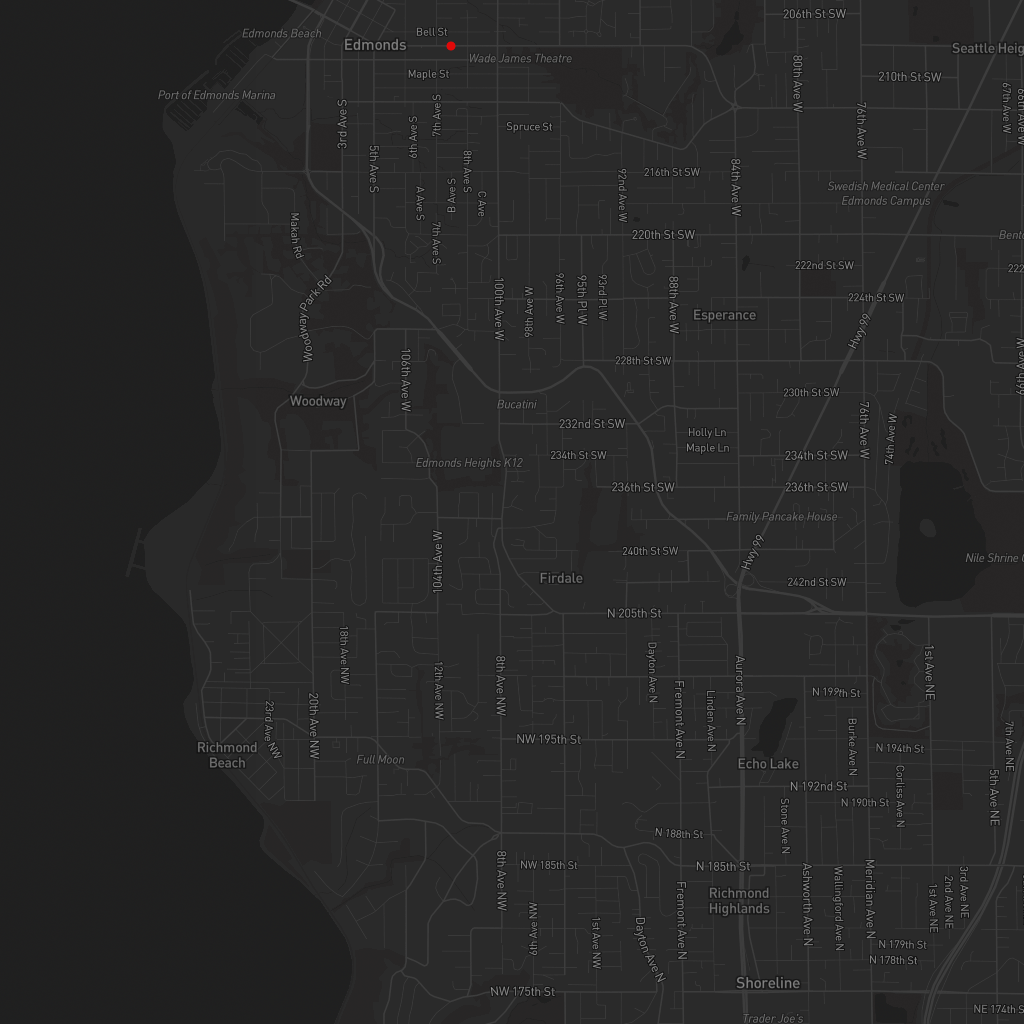 206th St SW
Bell St
Edmonds Beach
Edmonds
Seattle Heig
Wade James Theatre
Maple St
210th St SW
80th Ave W
67th Ave W
68th Ave W
Port of Edmonds Marina
3rd Ave S
7th Ave S
6th Ave S
Spruce St
76th Ave W
5th Ave S
8th Ave S
216th St SW
84th Ave W
92nd Ave W
Swedish Medical Center
Edmonds Campus
A Ave S
B Ave S
C Ave
Makah Rd
7th Ave S
220th St SW
Bento
222nd St SW
222
100th Ave W
98th Ave W
96th Ave W
95th Pl W
93rd Pl W
88th Ave W
224th St SW
Woodway Park Rd
Esperance
Hwy 99
106th Ave W
228th St SW
66th Ave W
Woodway
Bucatini
230th St SW
76th Ave W
74th Ave W
232nd St SW
Holly Ln
Maple Ln
234th St SW
234th St SW
Edmonds Heights K12
236th St SW
236th St SW
Family Pancake House
104th Ave W
240th St SW
Hwy 99
Nile Shrine G
Firdale
242nd St SW
N 205th St
18th Ave NW
12th Ave NW
8th Ave NW
Dayton Ave N
Aurora Ave N
1st Ave NE
Fremont Ave N
Linden Ave N
N 199th St
20th Ave NW
23rd Ave NW
Burke Ave N
7th Ave NE
NW 195th St
Richmond
Beach
N 194th St
Full Moon
Echo Lake
Corliss Ave N
5th Ave NE
N 192nd St
N 190th St
Stone Ave N
N 188th St
8th Ave NW
NW 185th St
N 185th St
Fremont Ave N
Richmond
Highlands
Ashworth Ave N
Wallingford Ave N
Meridian Ave N
1st Ave NE
2nd Ave NE
3rd Ave NE
6th Ave NW
1st Ave NW
Dayton Ave N
N 179th St
N 178th St
Shoreline
NW 175th St
NE 174th S
Trader Joe's